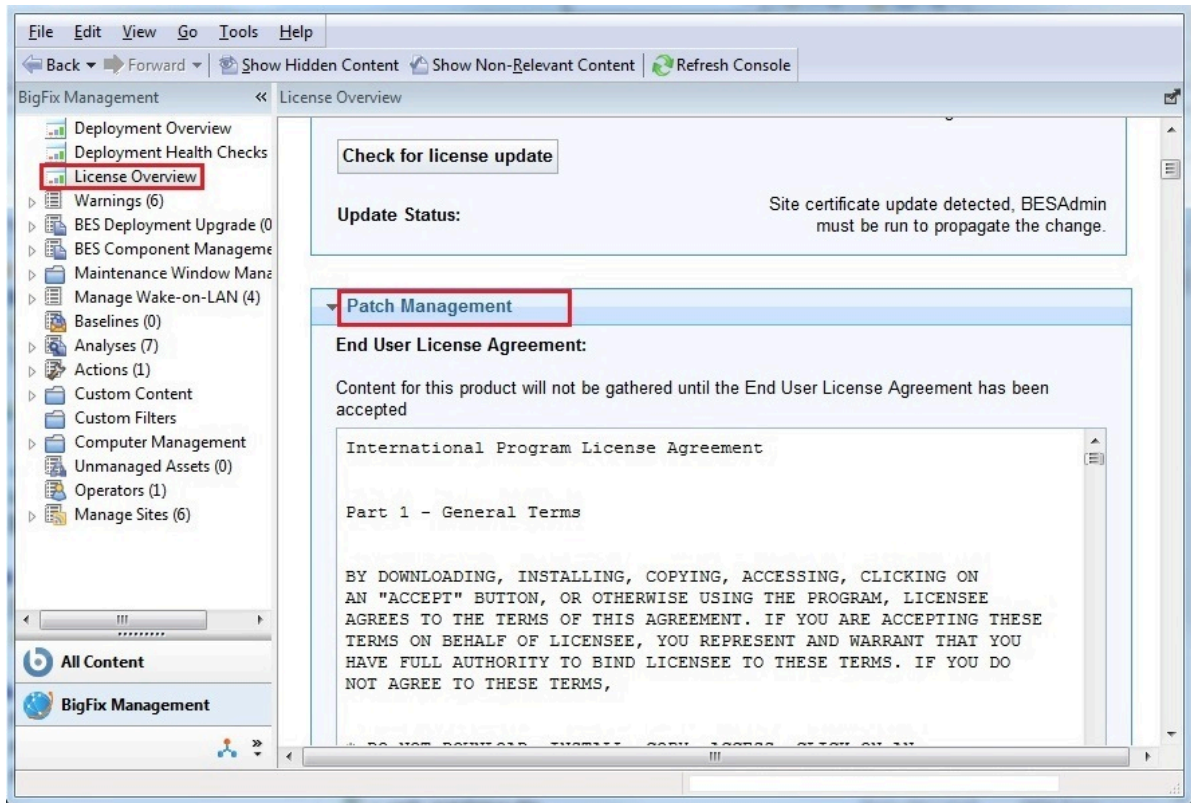 File Edit View Go Tools Help
Back Forward Show Hidden Content Show Non-Relevant Content Refresh Console
BigFix Management « License Overview
Deployment Overview
Deployment Health Checks
License Overview
Warnings (6)
BES Deployment Upgrade (0
BES Component Manageme
Maintenance Window Mana
Manage Wake-on-LAN (4)
Baselines (0)
Analyses (7)
Actions (1)
Custom Content
Custom Filters
Computer Management
Unmanaged Assets (0)
Operators (1)
Manage Sites (6)
All Content
BigFix Management
Check for license update
Update Status:
Site certificate update detected, BESAdmin
must be run to propagate the change.
Patch Management
End User License Agreement:
Content for this product will not be gathered until the End User License Agreement has been
accepted
International Program License Agreement
Part 1 - General Terms
BY DOWNLOADING, INSTALLING, COPYING, ACCESSING, CLICKING ON
AN "ACCEPT" BUTTON, OR OTHERWISE USING THE PROGRAM, LICENSEE
AGREES TO THE TERMS OF THIS AGREEMENT. IF YOU ARE ACCEPTING THESE
TERMS ON BEHALF OF LICENSEE, YOU REPRESENT AND WARRANT THAT YOU
HAVE FULL AUTHORITY TO BIND LICENSEE TO THESE TERMS. IF YOU DO
NOT AGREE TO THESE TERMS,
* DO NOT DOWNLOAD, INSTALL, COPY, ACCESS, CLICK ON AN